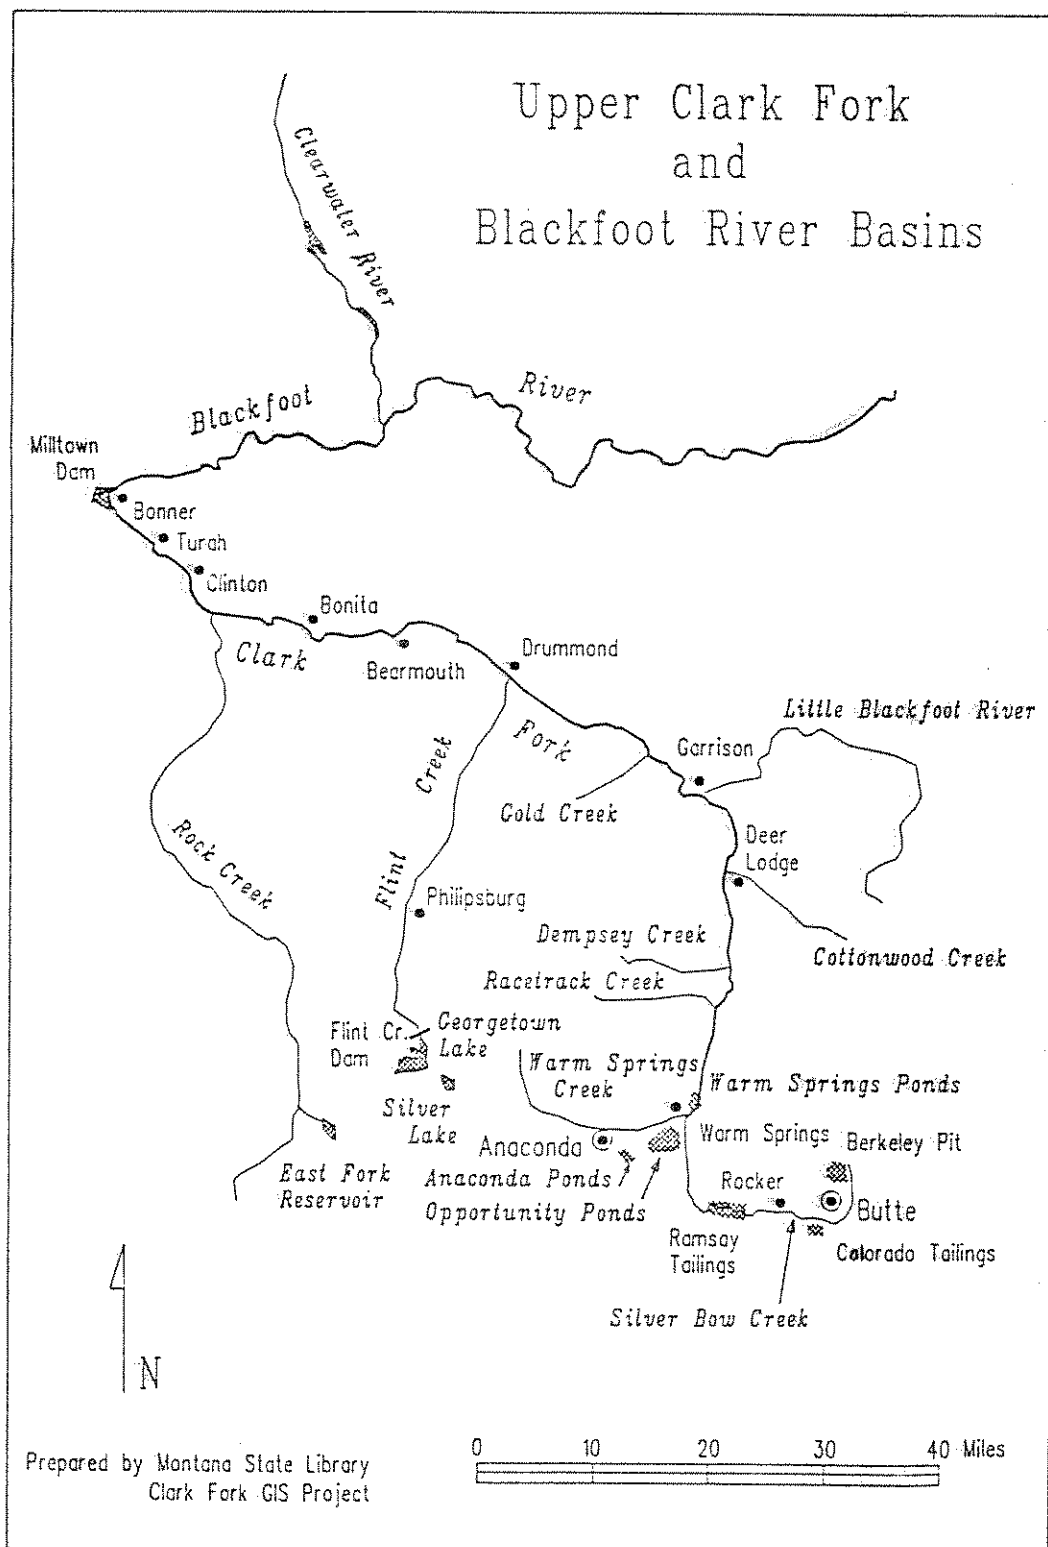 Upper Clark Fork
and
Blackfoot River Basins
Clearwater River
Blackfoot
River
Milltown
Dam
Bonner
Turah
Clinton
Bonita
Clark
Bearmouth
Drummond
Fork
Little Blackfoot River
Garrison
Gold Creek
Creek
Flint
Rock Creek
Deer
Lodge
Philipsburg
Dempsey Creek
Cottonwood Creek
Racetrack Creek
Flint Cr.
Dam
Georgetown
Lake
Warm Springs
Creek
Warm Springs Ponds
Silver
Lake
Anaconda
Warm Springs
Berkeley Pit
East Fork
Reservoir
Anaconda Ponds
Opportunity Ponds
Rocker
Butte
Ramsay
Tailings
Colorado Tailings
Silver Bow Creek
N
0 10 20 30 40 Miles
Prepared by Montana State Library
Clark Fork GIS Project